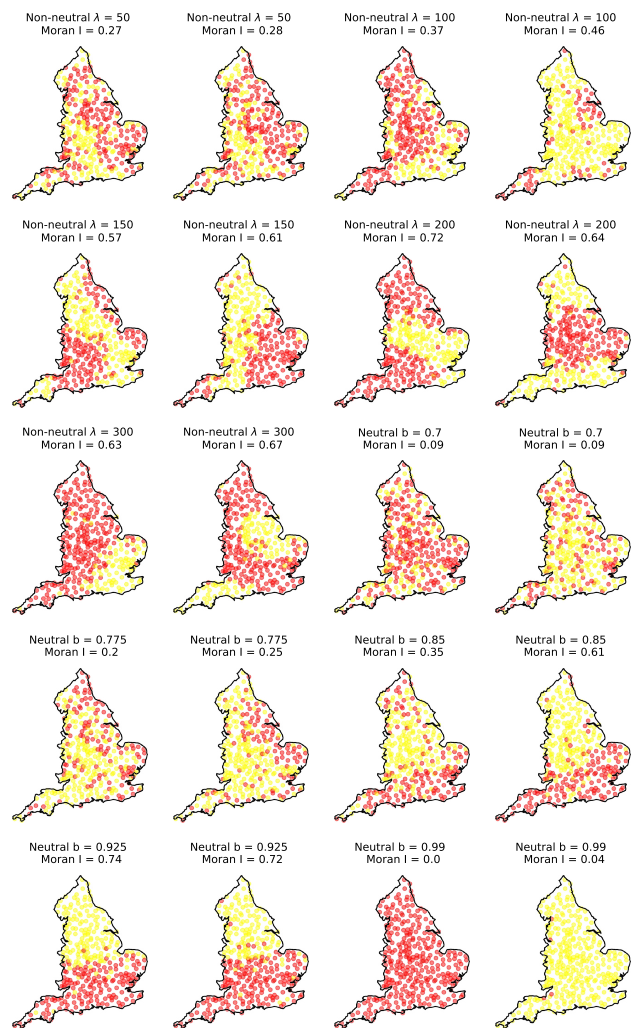 Non-neutral λ = 50
Moran I = 0.27
Non-neutral λ = 50
Moran I = 0.28
Non-neutral λ = 100
Moran I = 0.37
Non-neutral λ = 100
Moran I = 0.46
Non-neutral λ = 150
Moran I = 0.57
Non-neutral λ = 150
Moran I = 0.61
Non-neutral λ = 200
Moran I = 0.72
Non-neutral λ = 200
Moran I = 0.64
Non-neutral λ = 300
Moran I = 0.63
Non-neutral λ = 300
Moran I = 0.67
Neutral b = 0.7
Moran I = 0.09
Neutral b = 0.7
Moran I = 0.09
Neutral b = 0.775
Moran I = 0.2
Neutral b = 0.775
Moran I = 0.25
Neutral b = 0.85
Moran I = 0.35
Neutral b = 0.85
Moran I = 0.61
Neutral b = 0.925
Moran I = 0.74
Neutral b = 0.925
Moran I = 0.72
Neutral b = 0.99
Moran I = 0.0
Neutral b = 0.99
Moran I = 0.04